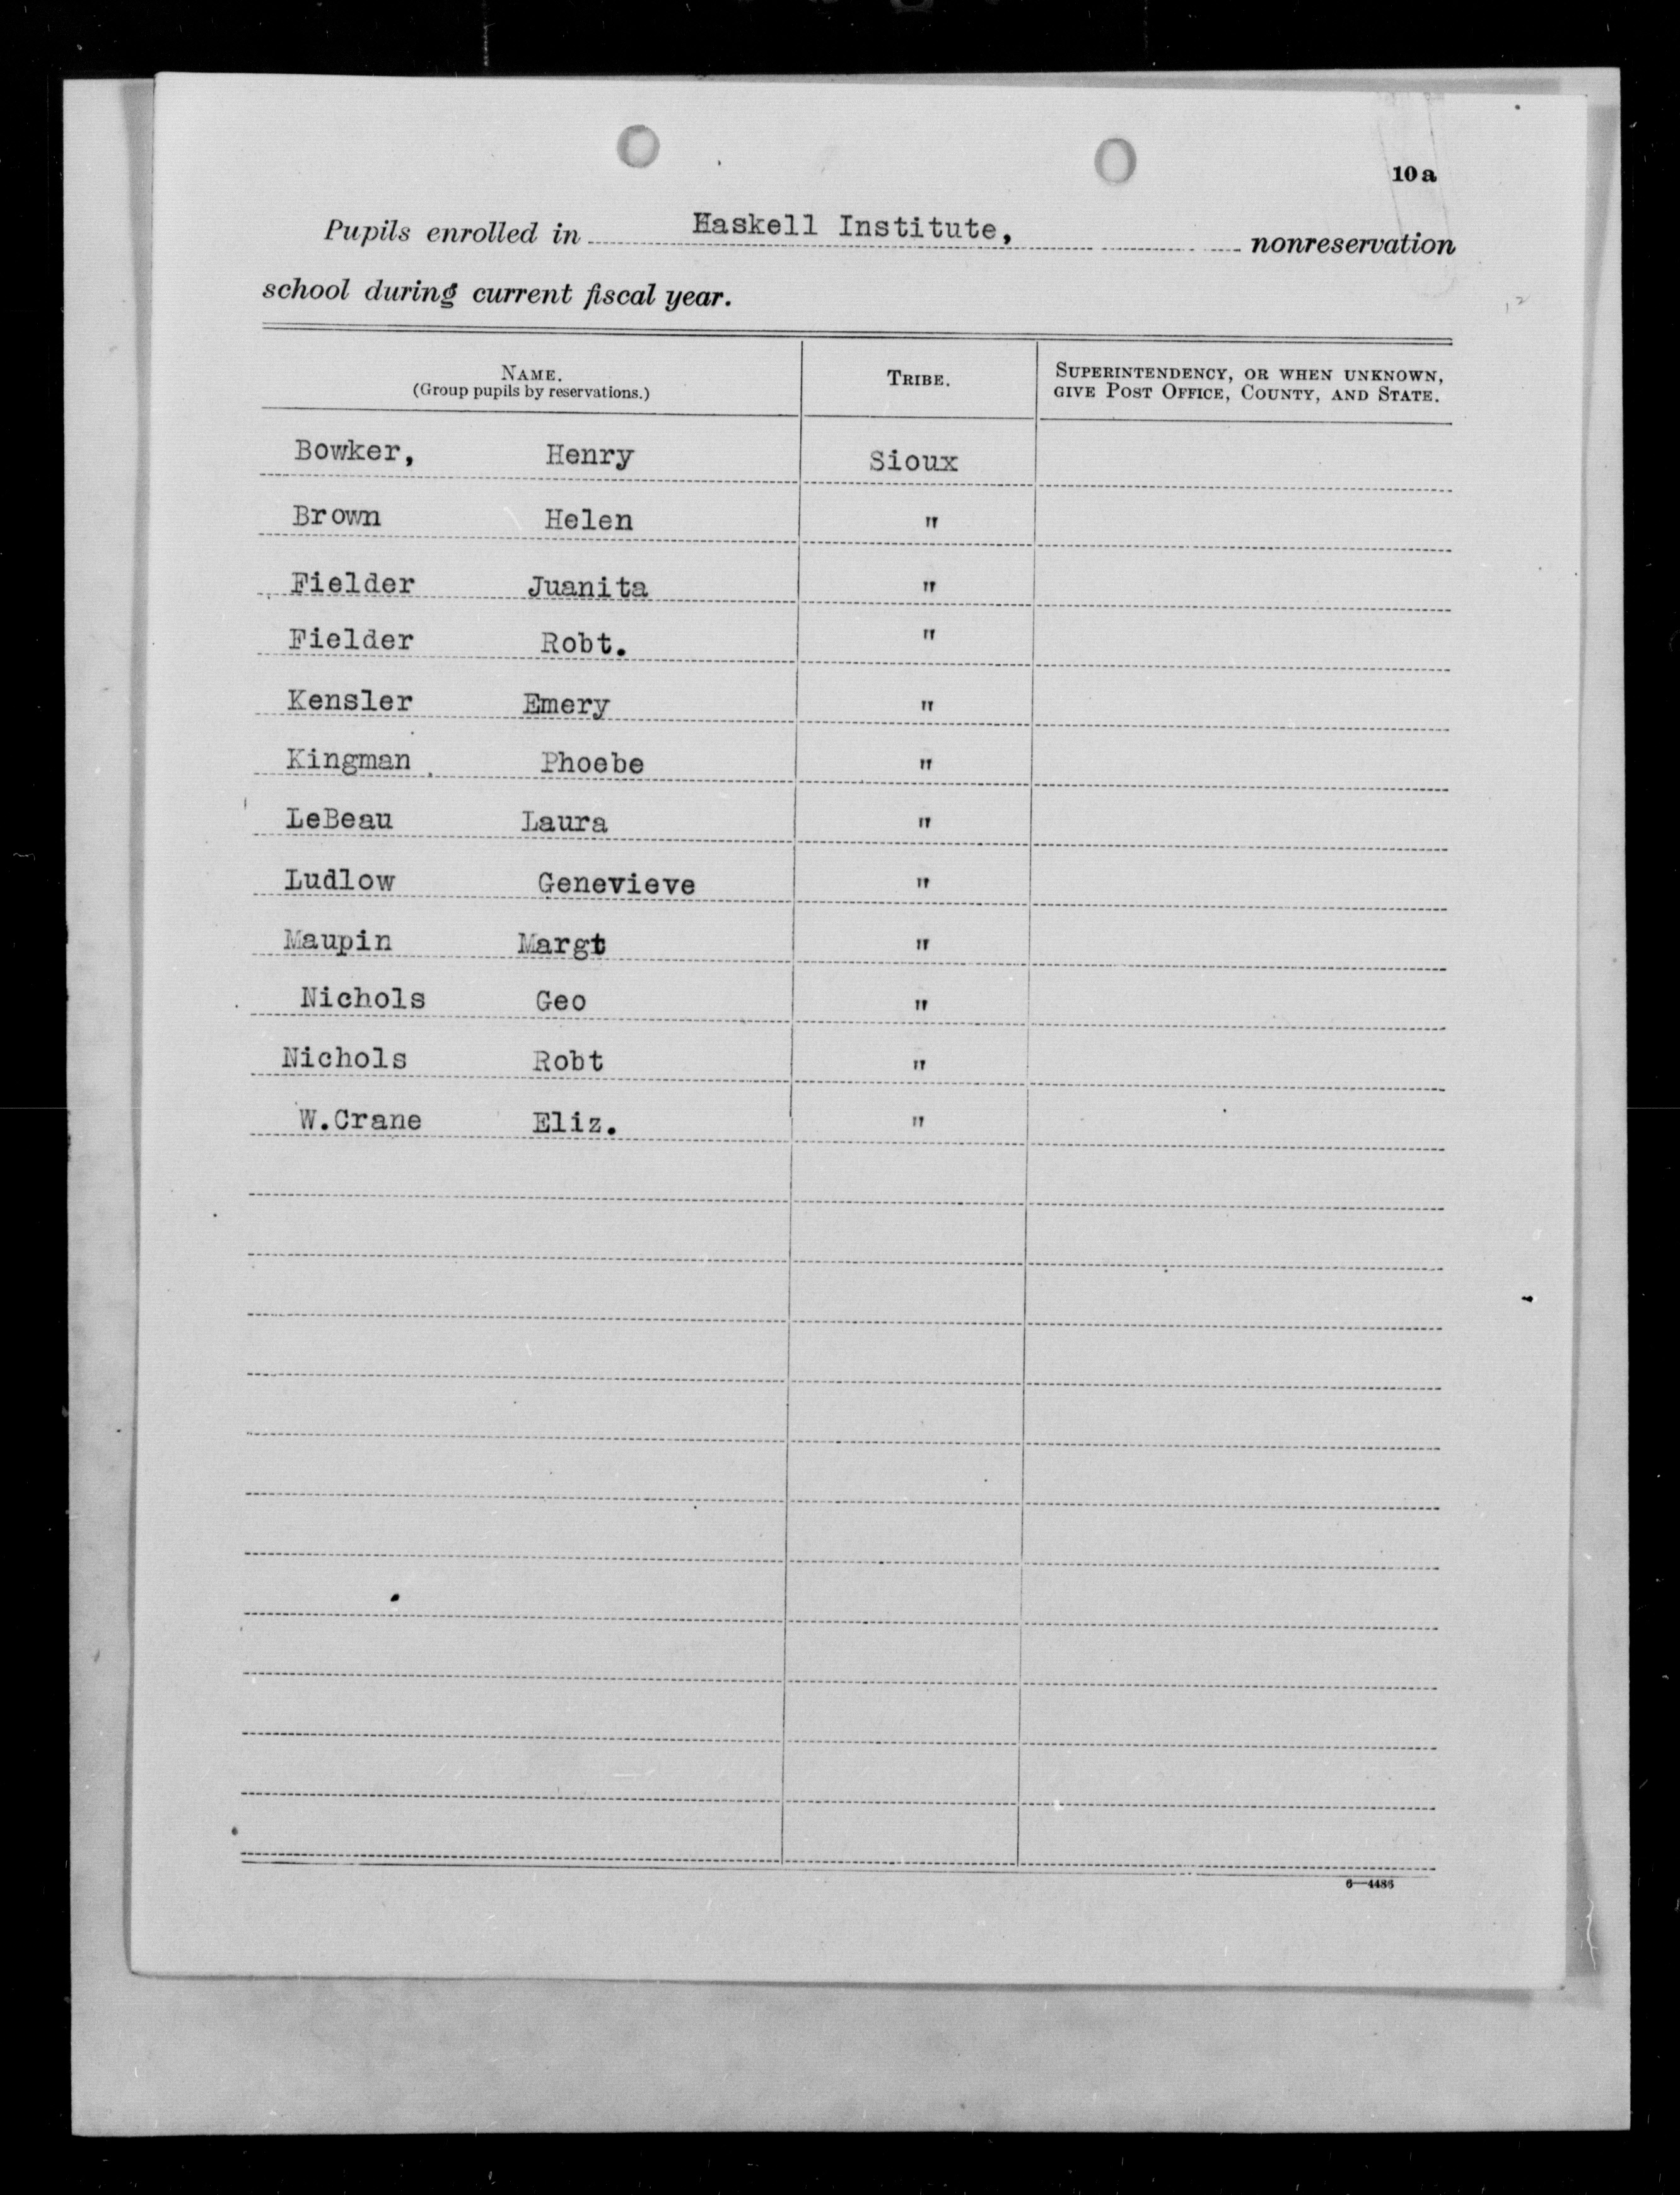 10a
Pupils enrolled in Haskell Institute, nonreservation
school during current fiscal year.
NAME. TRIBE. SUPERINTENDENCY, OR WHEN UNKNOWN,
(Group pupils by reservations.) GIVE POST OFFICE, COUNTY, AND STATE.
Bowker, Henry Sioux
Brown Helen "
Fielder Juanita "
Fielder Robt. "
Kensler Emery "
Kingman Phoebe "
LeBeau Laura "
Ludlow Genevieve "
Maupin Margt "
Nichols Geo "
Nichols Robt "
W.Crane Eliz. "
6—4486